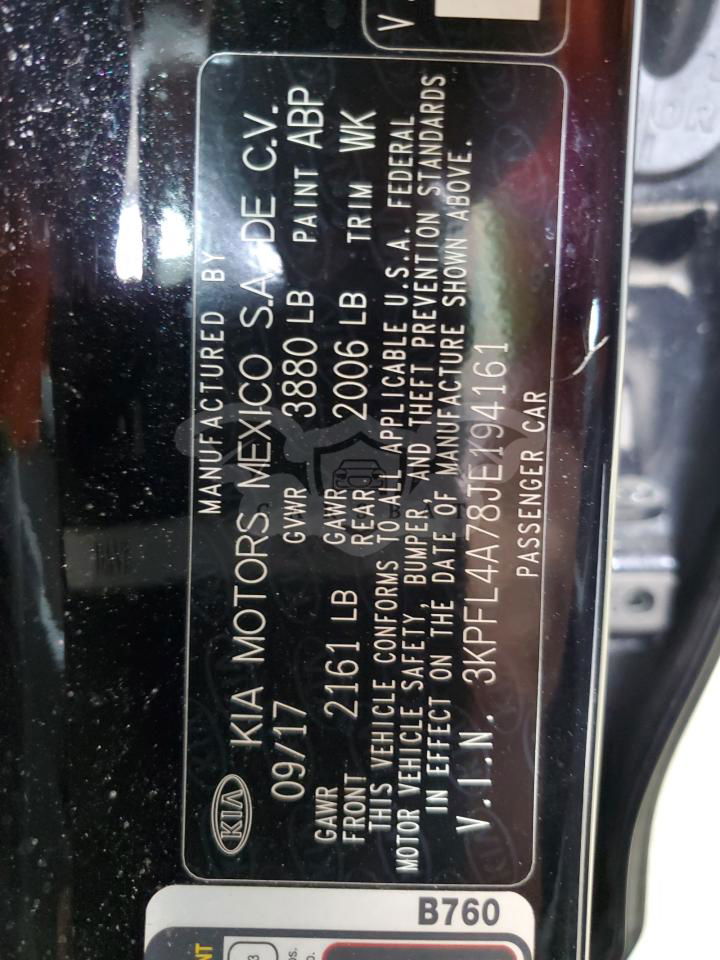 MANUFACTURED BY
KIA KIA MOTORS MEXICO S.A DE C.V.
09/17 GVWR 3880 LB PAINT ABP
GAWR FRONT 2161 LB GAWR REAR 2006 LB TRIM WK
THIS VEHICLE CONFORMS TO ALL APPLICABLE U.S.A. FEDERAL
MOTOR VEHICLE SAFETY, BUMPER, AND THEFT PREVENTION STANDARDS
IN EFFECT ON THE DATE OF MANUFACTURE SHOWN ABOVE.
V.I.N. 3KPFL4A78JE194161
PASSENGER CAR
B760